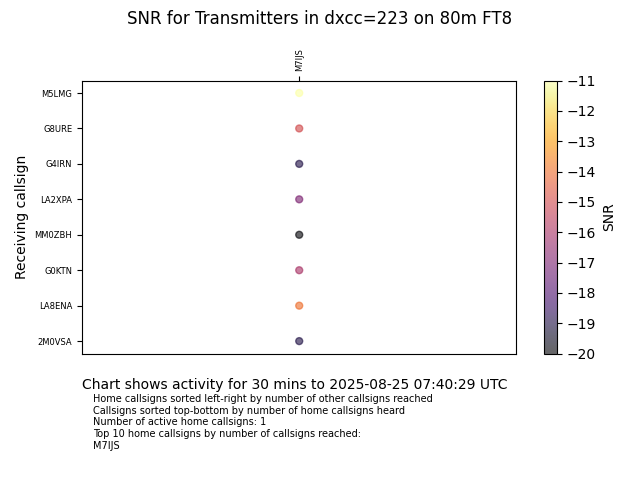 SNR for Transmitters in dxcc=223 on 80m FT8
M7IJS
Receiving callsign
M5LMG
G8URE
G4IRN
LA2XPA
MM0ZBH
G0KTN
LA8ENA
2M0VSA
−11
−12
−13
−14
−15
−16
−17
−18
−19
−20
SNR
Chart shows activity for 30 mins to 2025-08-25 07:40:29 UTC
Home callsigns sorted left-right by number of other callsigns reached
Callsigns sorted top-bottom by number of home callsigns heard
Number of active home callsigns: 1
Top 10 home callsigns by number of callsigns reached:
M7IJS